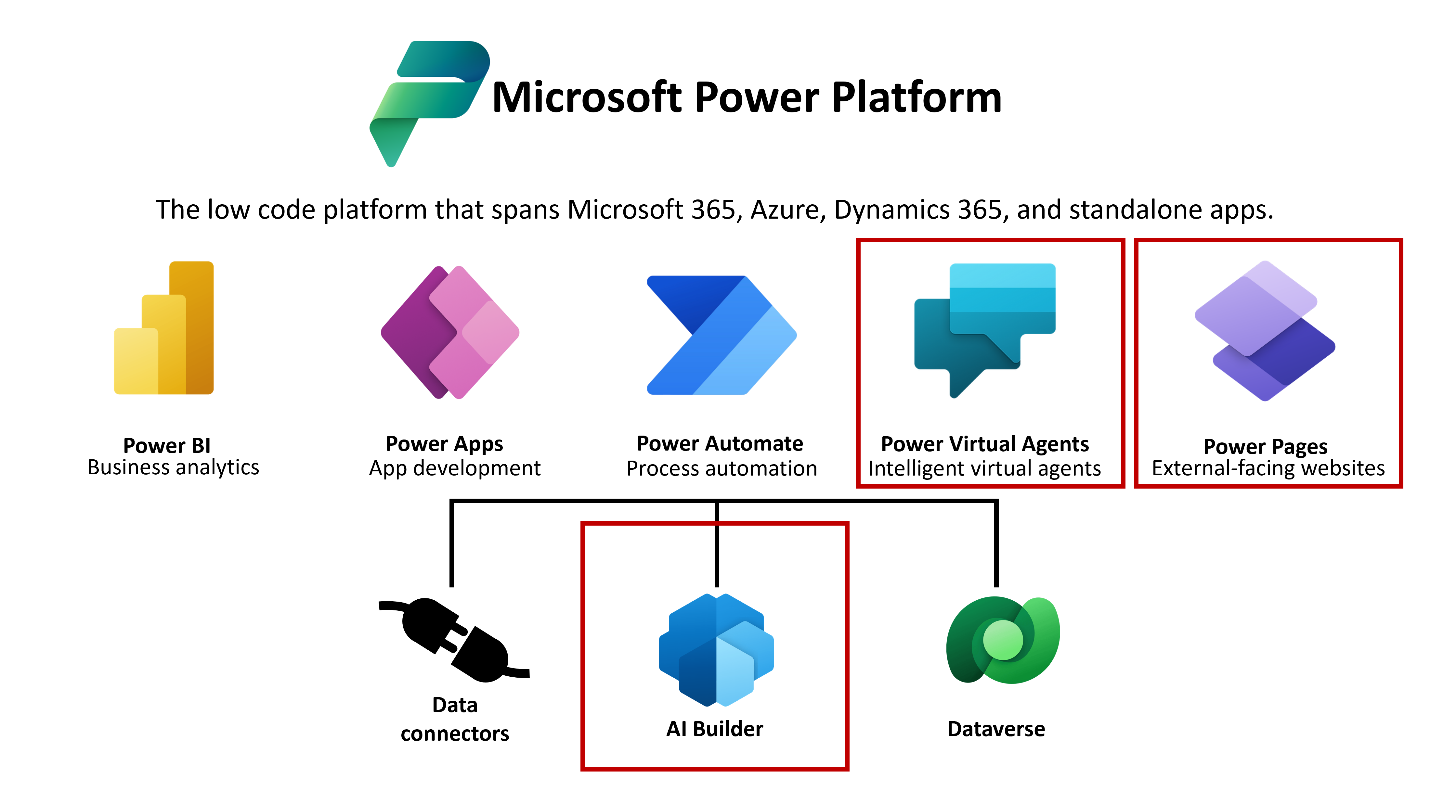 Microsoft Power Platform
The low code platform that spans Microsoft 365, Azure, Dynamics 365, and standalone apps.
Power BI
Business analytics
Power Apps
App development
Power Automate
Process automation
Power Virtual Agents
Intelligent virtual agents
Power Pages
External-facing websites
Data
connectors
AI Builder
Dataverse